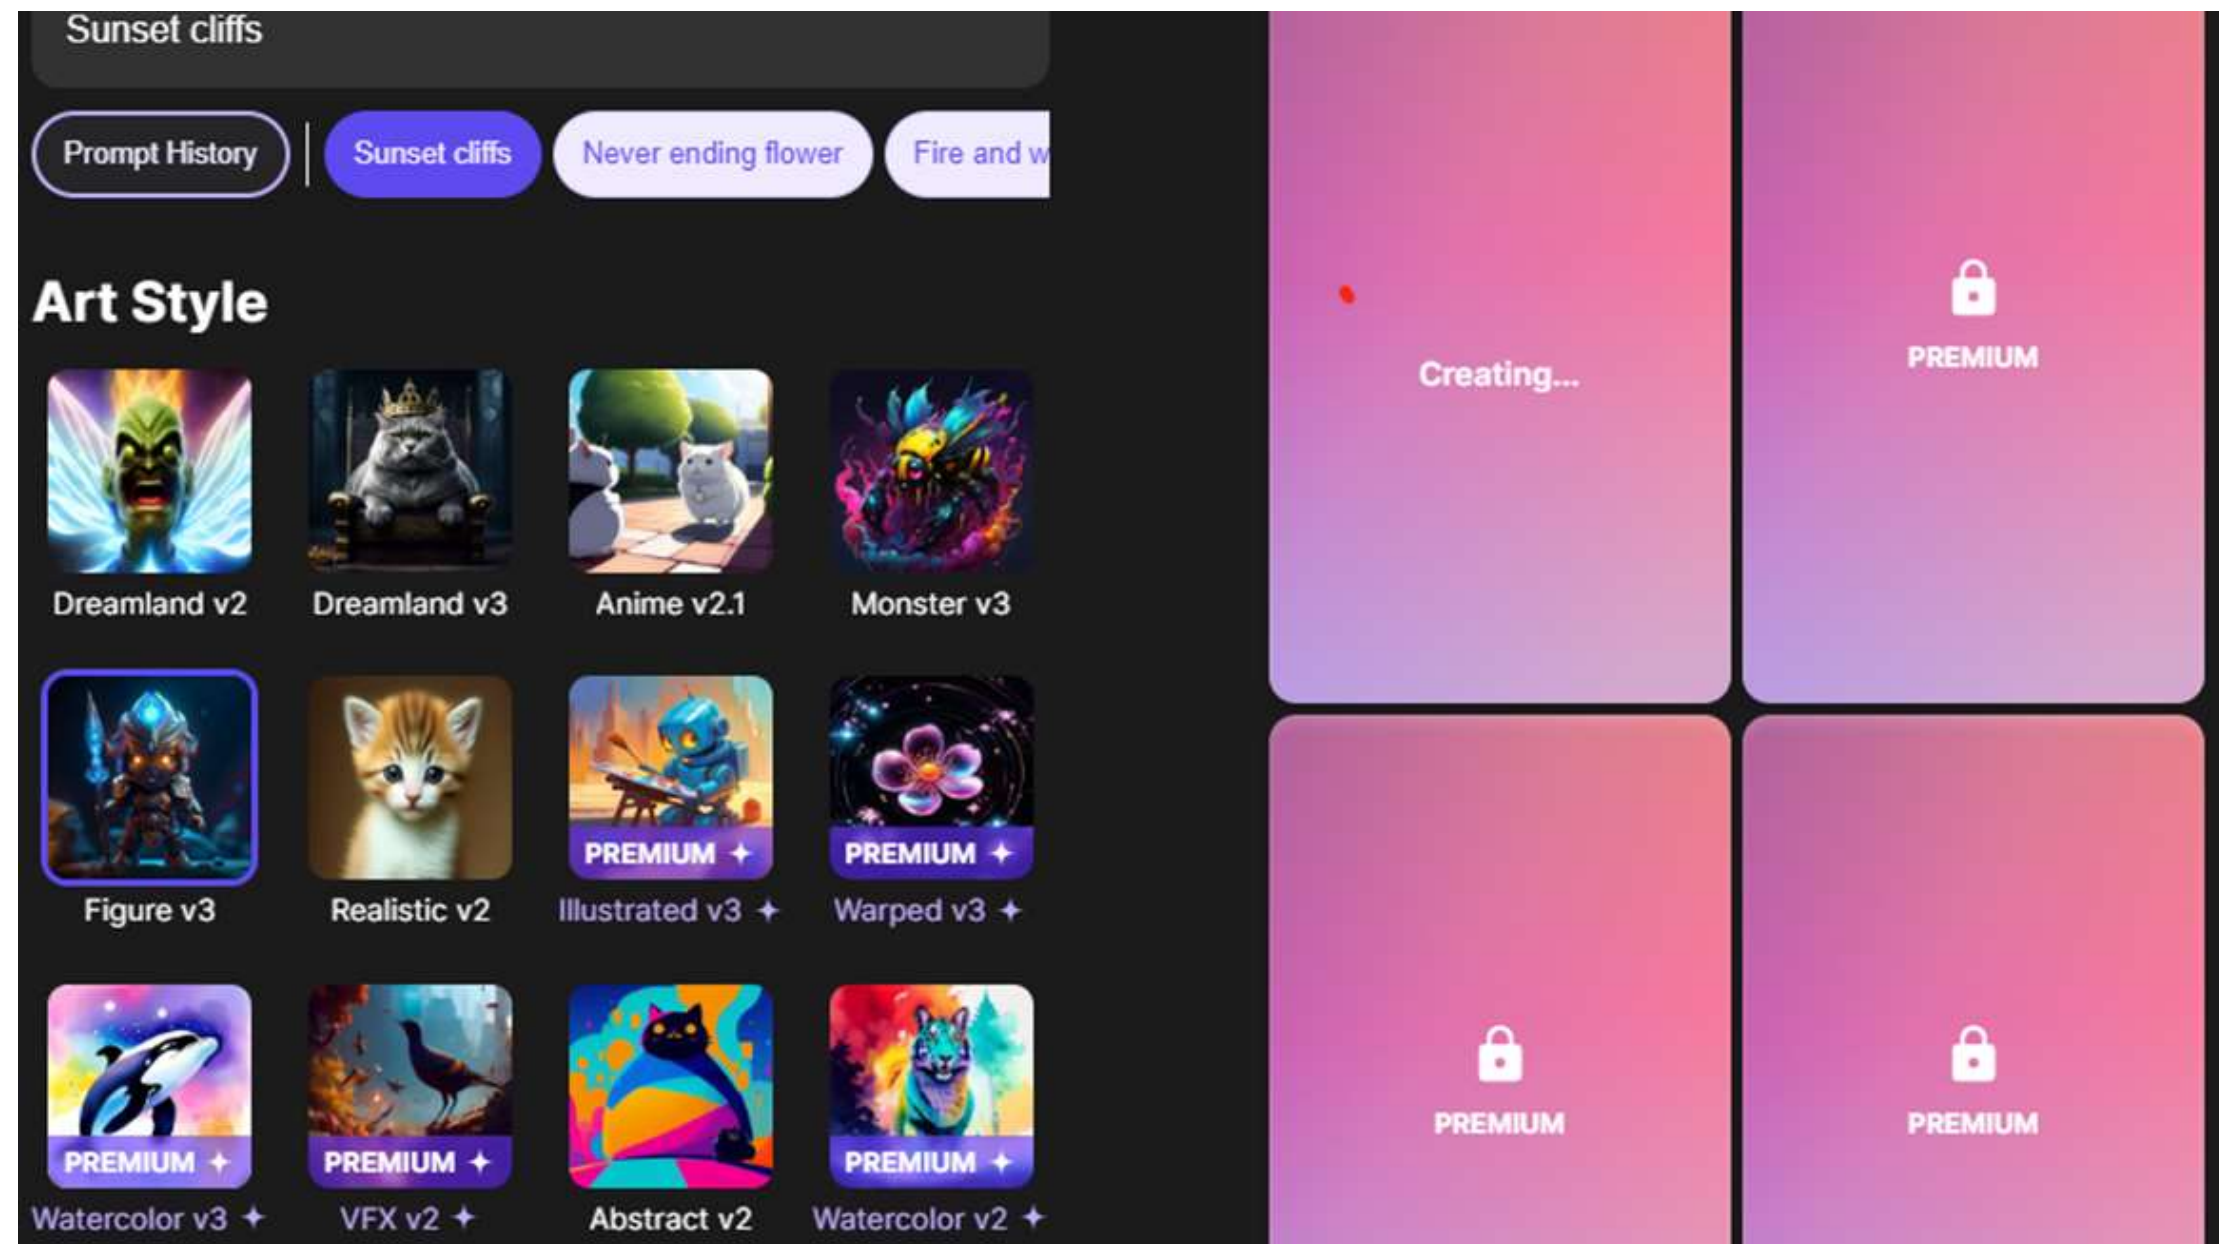 Sunset cliffs
Prompt History
Sunset cliffs
Never ending flower
Fire and w
Art Style
Dreamland v2
Dreamland v3
Anime v2.1
Monster v3
Figure v3
Realistic v2
PREMIUM
Illustrated v3
PREMIUM
Warped v3
PREMIUM
Watercolor v3
PREMIUM
VFX v2
Abstract v2
PREMIUM
Watercolor v2
Creating...
PREMIUM
PREMIUM
PREMIUM